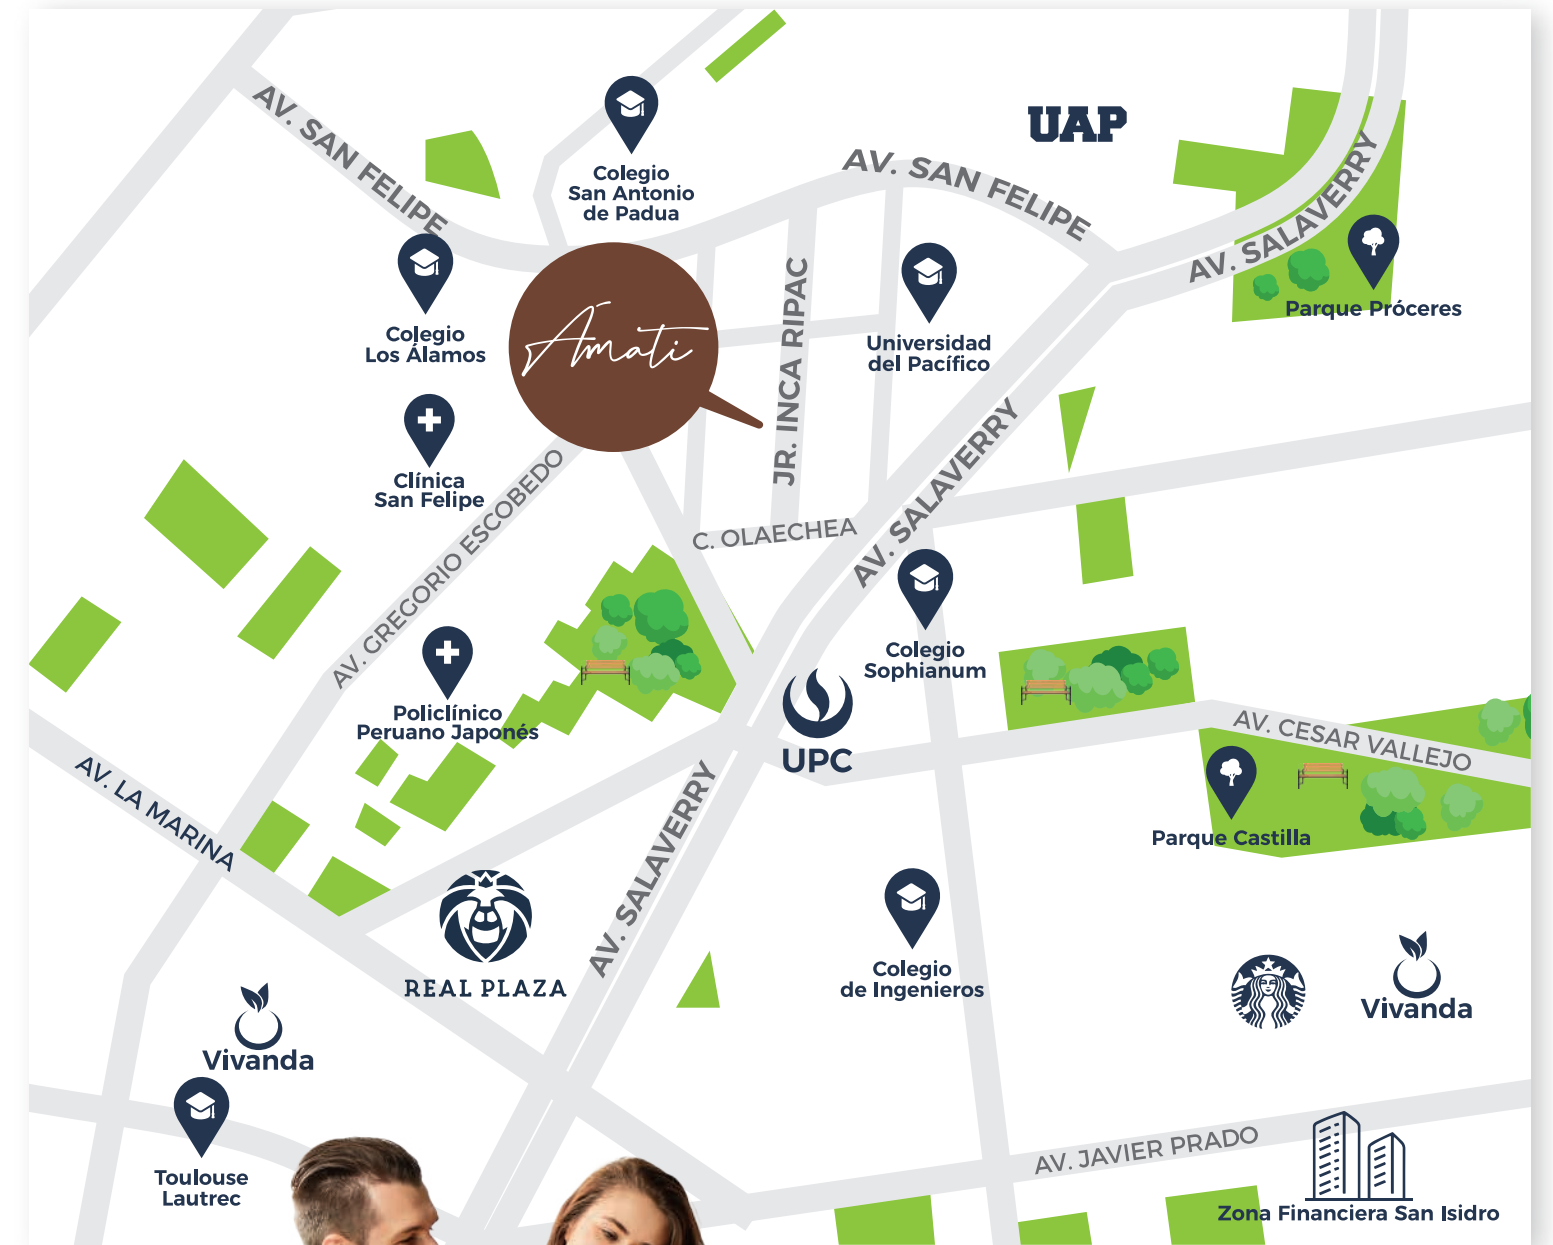 AV. SAN FELIPE
Colegio
San Antonio
de Padua
AV. SAN FELIPE
UAP
AV. SALAVERRY
Parque Próceres
Colegio
Los Álamos
Ámati
JR. INCA RIPAC
Universidad
del Pacífico
Clínica
San Felipe
AV. GREGORIO ESCOBEDO
C. OLAECHEA
AV. SALAVERRY
Colegio
Sophianum
Policlínico
Peruano Japonés
UPC
AV. CESAR VALLEJO
Parque Castilla
AV. LA MARINA
AV. SALAVERRY
REAL PLAZA
Colegio
de Ingenieros
Vivanda
Vivanda
Toulouse
Lautrec
AV. JAVIER PRADO
Zona Financiera San Isidro